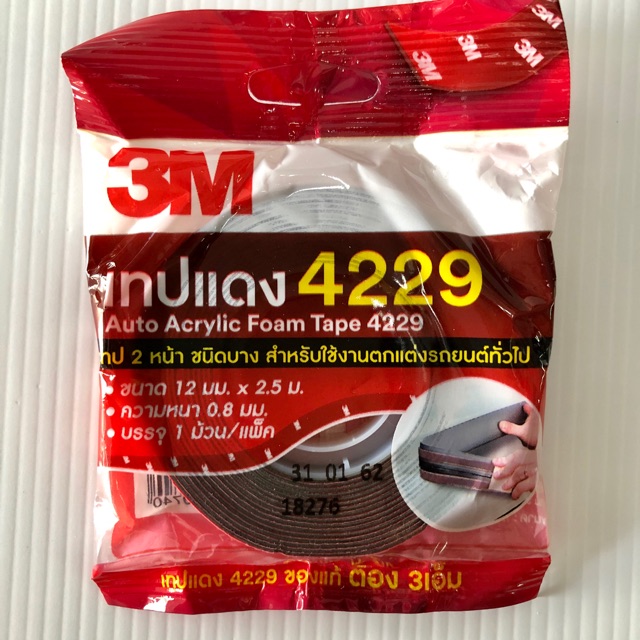 3M
3M
3M
3M
เทปแดง 4229
Auto Acrylic Foam Tape 4229
เทป 2 หน้า ชนิดบาง สำหรับใช้งานตกแต่งรถยนต์ทั่วไป
• ขนาด 12 มม. x 2.5 ม.
• ความหนา 0.8 มม.
• บรรจุ 1 ม้วน/แพ็ค
31 01 62
18276
เทปแดง 4229 ของแท้ ต้อง 3เอ็ม